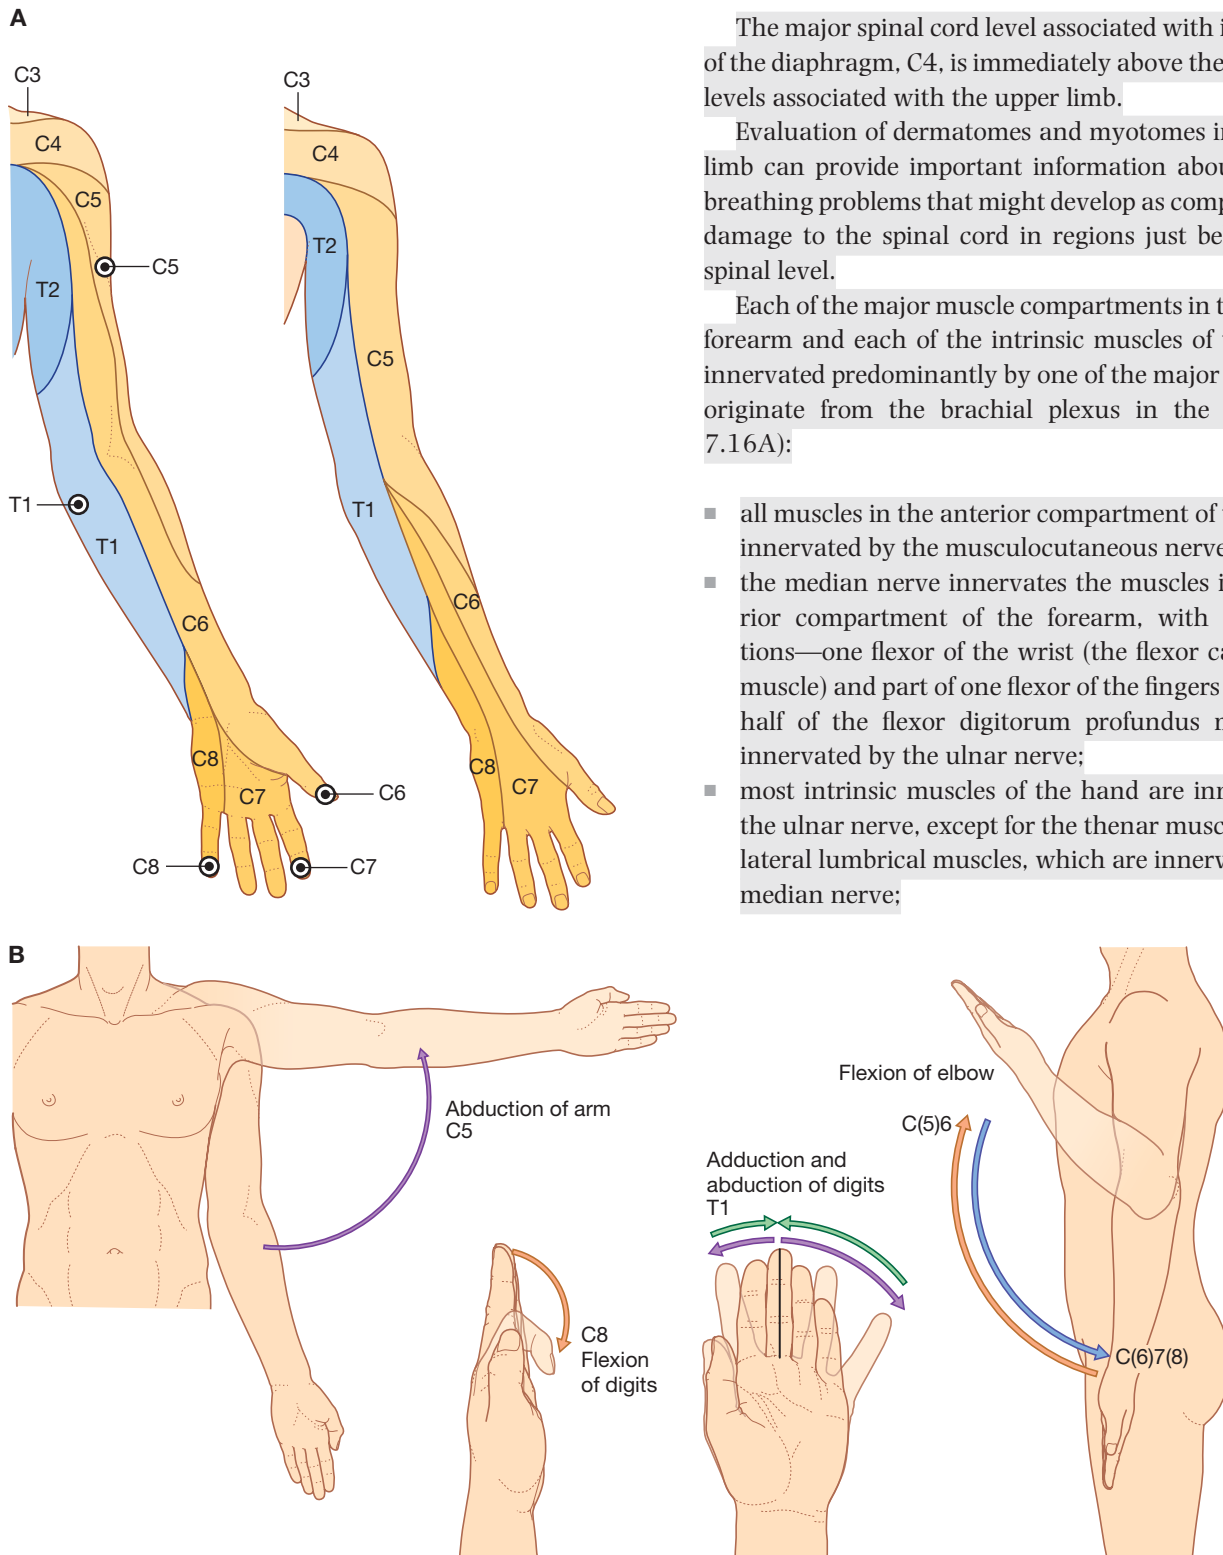 A
C3
C4
C5
C5
T2
T1
T1
C6
C8
C7
C6
C8
C7
C3
C4
T2
C5
T1
C6
C8
C7
The major spinal cord level associated with
of the diaphragm, C4, is immediately above the
levels associated with the upper limb.
Evaluation of dermatomes and myotomes
limb can provide important information
breathing problems that might develop as
damage to the spinal cord in regions just
spinal level.
Each of the major muscle compartments in
forearm and each of the intrinsic muscles of
innervated predominantly by one of the major
originate from the brachial plexus in the
7.16A):
■ all muscles in the anterior compartment of
innervated by the musculocutaneous nerve
■ the median nerve innervates the muscles
rior compartment of the forearm, with
tions—one flexor of the wrist (the flexor
muscle) and part of one flexor of the fingers
half of the flexor digitorum profundus
innervated by the ulnar nerve;
■ most intrinsic muscles of the hand are
the ulnar nerve, except for the thenar
lateral lumbrical muscles, which are
median nerve;
B
Abduction of arm
C5
C8
Flexion
of digits
Adduction and
abduction of digits
T1
Flexion of elbow
C(5)6
C(6)7(8)